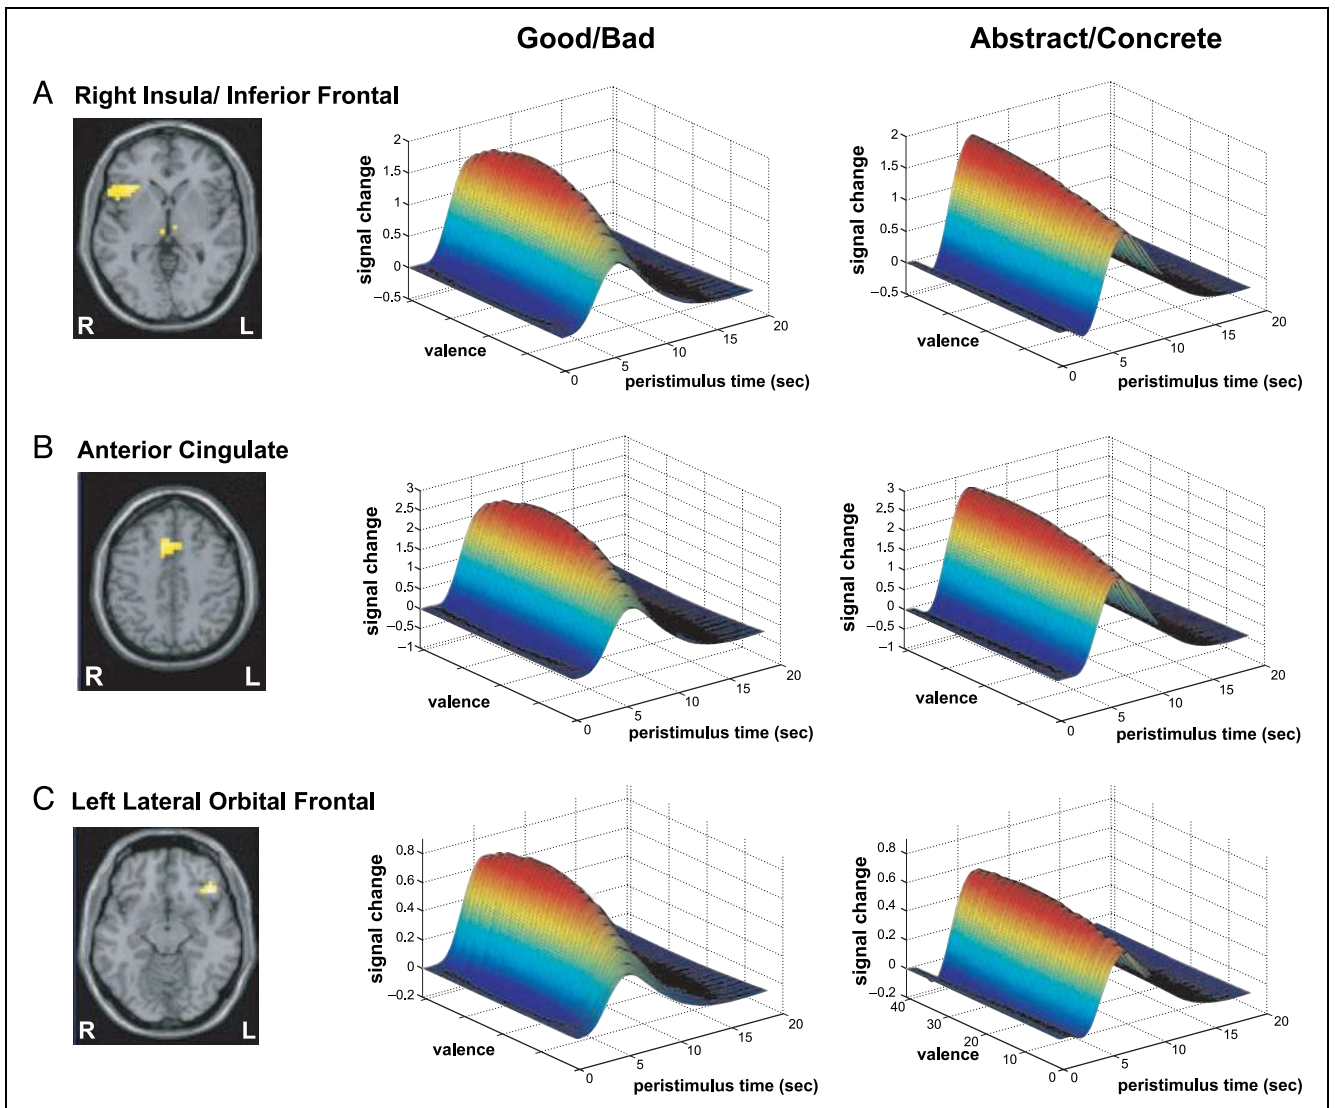 Good/Bad
Abstract/Concrete
A Right Insula/ Inferior Frontal
R L
signal change
2
1.5
1
0.5
0
–0.5
valence
0 5 10 15 20
peristimulus time (sec)
signal change
2
1.5
1
0.5
0
–0.5
valence
0 5 10 15 20
peristimulus time (sec)
B Anterior Cingulate
R L
signal change
3
2.5
2
1.5
1
0.5
0
–0.5
–1
valence
0 5 10 15 20
peristimulus time (sec)
signal change
3
2.5
2
1.5
1
0.5
0
–0.5
–1
valence
0 5 10 15 20
peristimulus time (sec)
C Left Lateral Orbital Frontal
R L
signal change
0.8
0.6
0.4
0.2
0
–0.2
valence
0 5 10 15 20
peristimulus time (sec)
signal change
0.8
0.6
0.4
0.2
0
–0.2
40 30 20 10 0
valence
0 5 10 15 20
peristimulus time (sec)